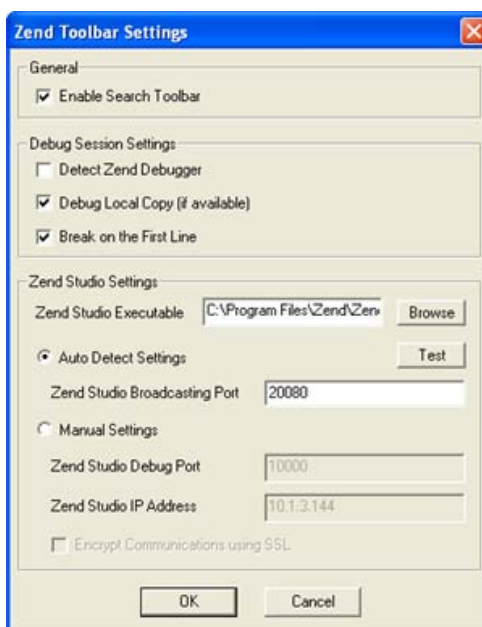 Zend Toolbar Settings
General
Enable Search Toolbar
Debug Session Settings
Detect Zend Debugger
Debug Local Copy (if available)
Break on the First Line
Zend Studio Settings
Zend Studio Executable C:\Program Files\Zend\Zen Browse
Auto Detect Settings Test
Zend Studio Broadcasting Port 20080
Manual Settings
Zend Studio Debug Port 10000
Zend Studio IP Address 10.1.3.144
Encrypt Communications using SSL
OK Cancel